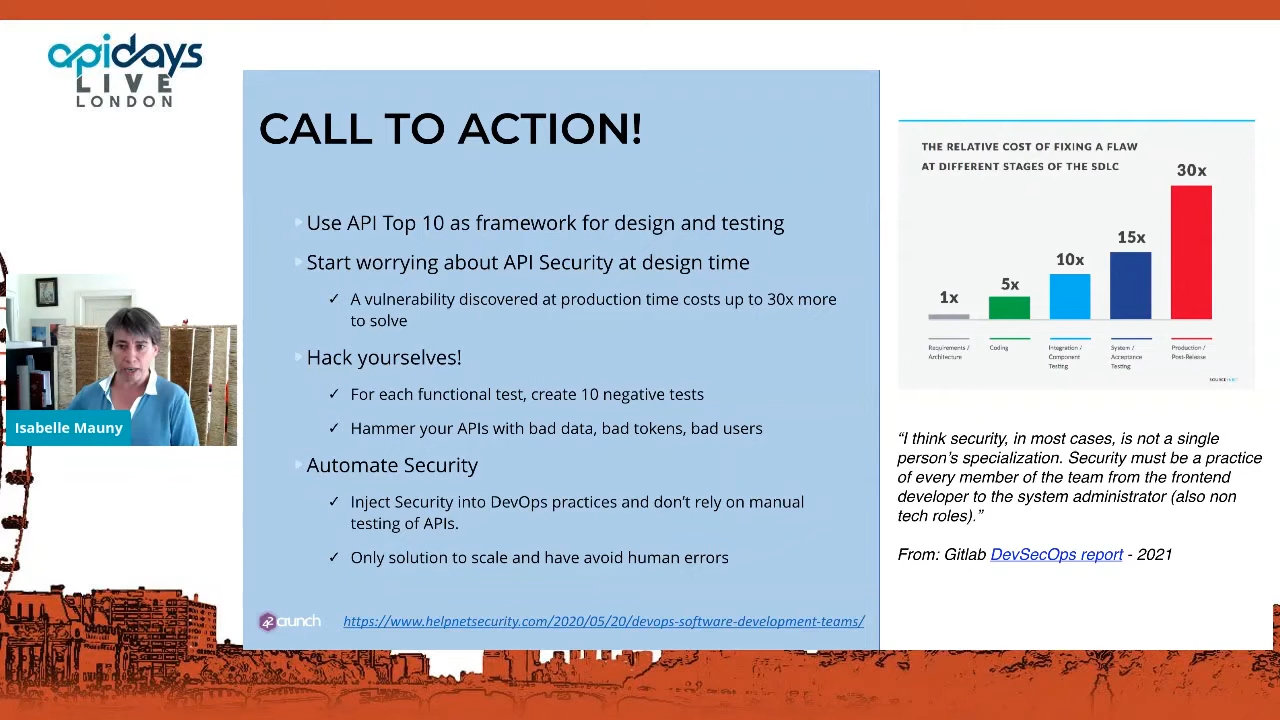 apidays
LIVE
LONDON
CALL TO ACTION!
Use API Top 10 as framework for design and testing
Start worrying about API Security at design time
✓ A vulnerability discovered at production time costs up to 30x more
to solve
Hack yourselves!
✓ For each functional test, create 10 negative tests
✓ Hammer your APIs with bad data, bad tokens, bad users
Automate Security
✓ Inject Security into DevOps practices and don’t rely on manual
testing of APIs.
✓ Only solution to scale and have avoid human errors
42crunch
https://www.helpnetsecurity.com/2020/05/20/devops-software-development-teams/
Isabelle Mauny
THE RELATIVE COST OF FIXING A FLAW
AT DIFFERENT STAGES OF THE SDLC
1x
5x
10x
15x
30x
Requirements /
Architecture
Coding
Integration /
Component
Testing
System /
Acceptance
Testing
Production /
Post-Release
“I think security, in most cases, is not a single
person’s specialization. Security must be a practice
of every member of the team from the frontend
developer to the system administrator (also non
tech roles).”
From: Gitlab DevSecOps report - 2021